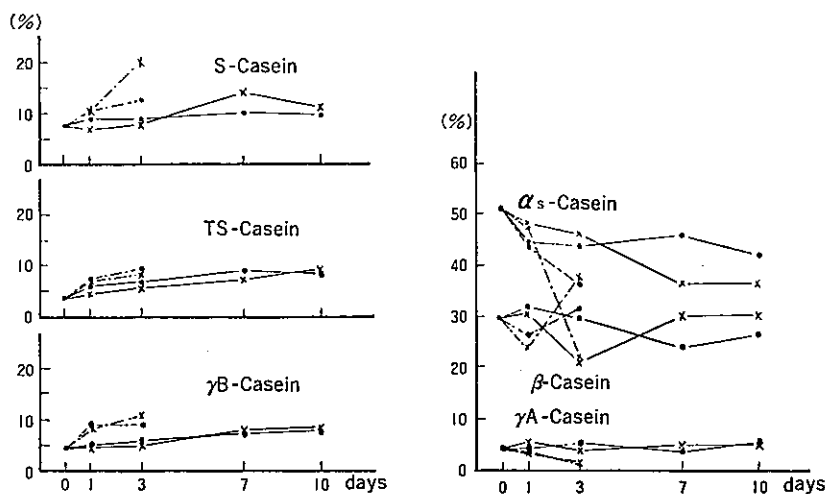 (%)
20
S-Casein
10
0
20
TS-Casein
10
0
20
γB-Casein
10
0
0 1 3 7 10 days
(%)
60
αs-Casein
50
40
30
20
β-Casein
10
γA-Casein
0
0 1 3 7 10 days